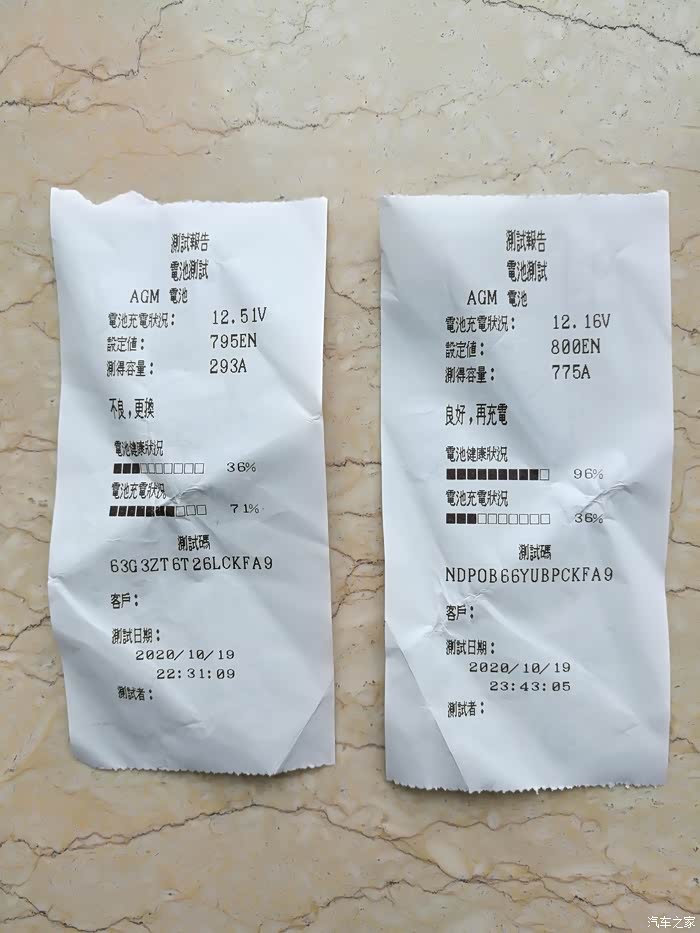 測試報告
電池測試
AGM 電池
電池充電狀況： 12.51V
設定値： 795EN
測得容量： 293A
不良，更換
電池健康狀況
36%
電池充電狀況
71%
測試碼
63G3ZT6T26LCKFA9
客戶：
測試日期：
2020/10/19
22:31:09
測試者：
測試報告
電池測試
AGM 電池
電池充電狀況： 12.16V
設定値： 800EN
測得容量： 775A
良好，再充電
電池健康狀況
96%
電池充電狀況
36%
測試碼
NDPOB66YUBPCKFA9
客戶：
測試日期：
2020/10/19
23:43:05
測試者：
汽车之家